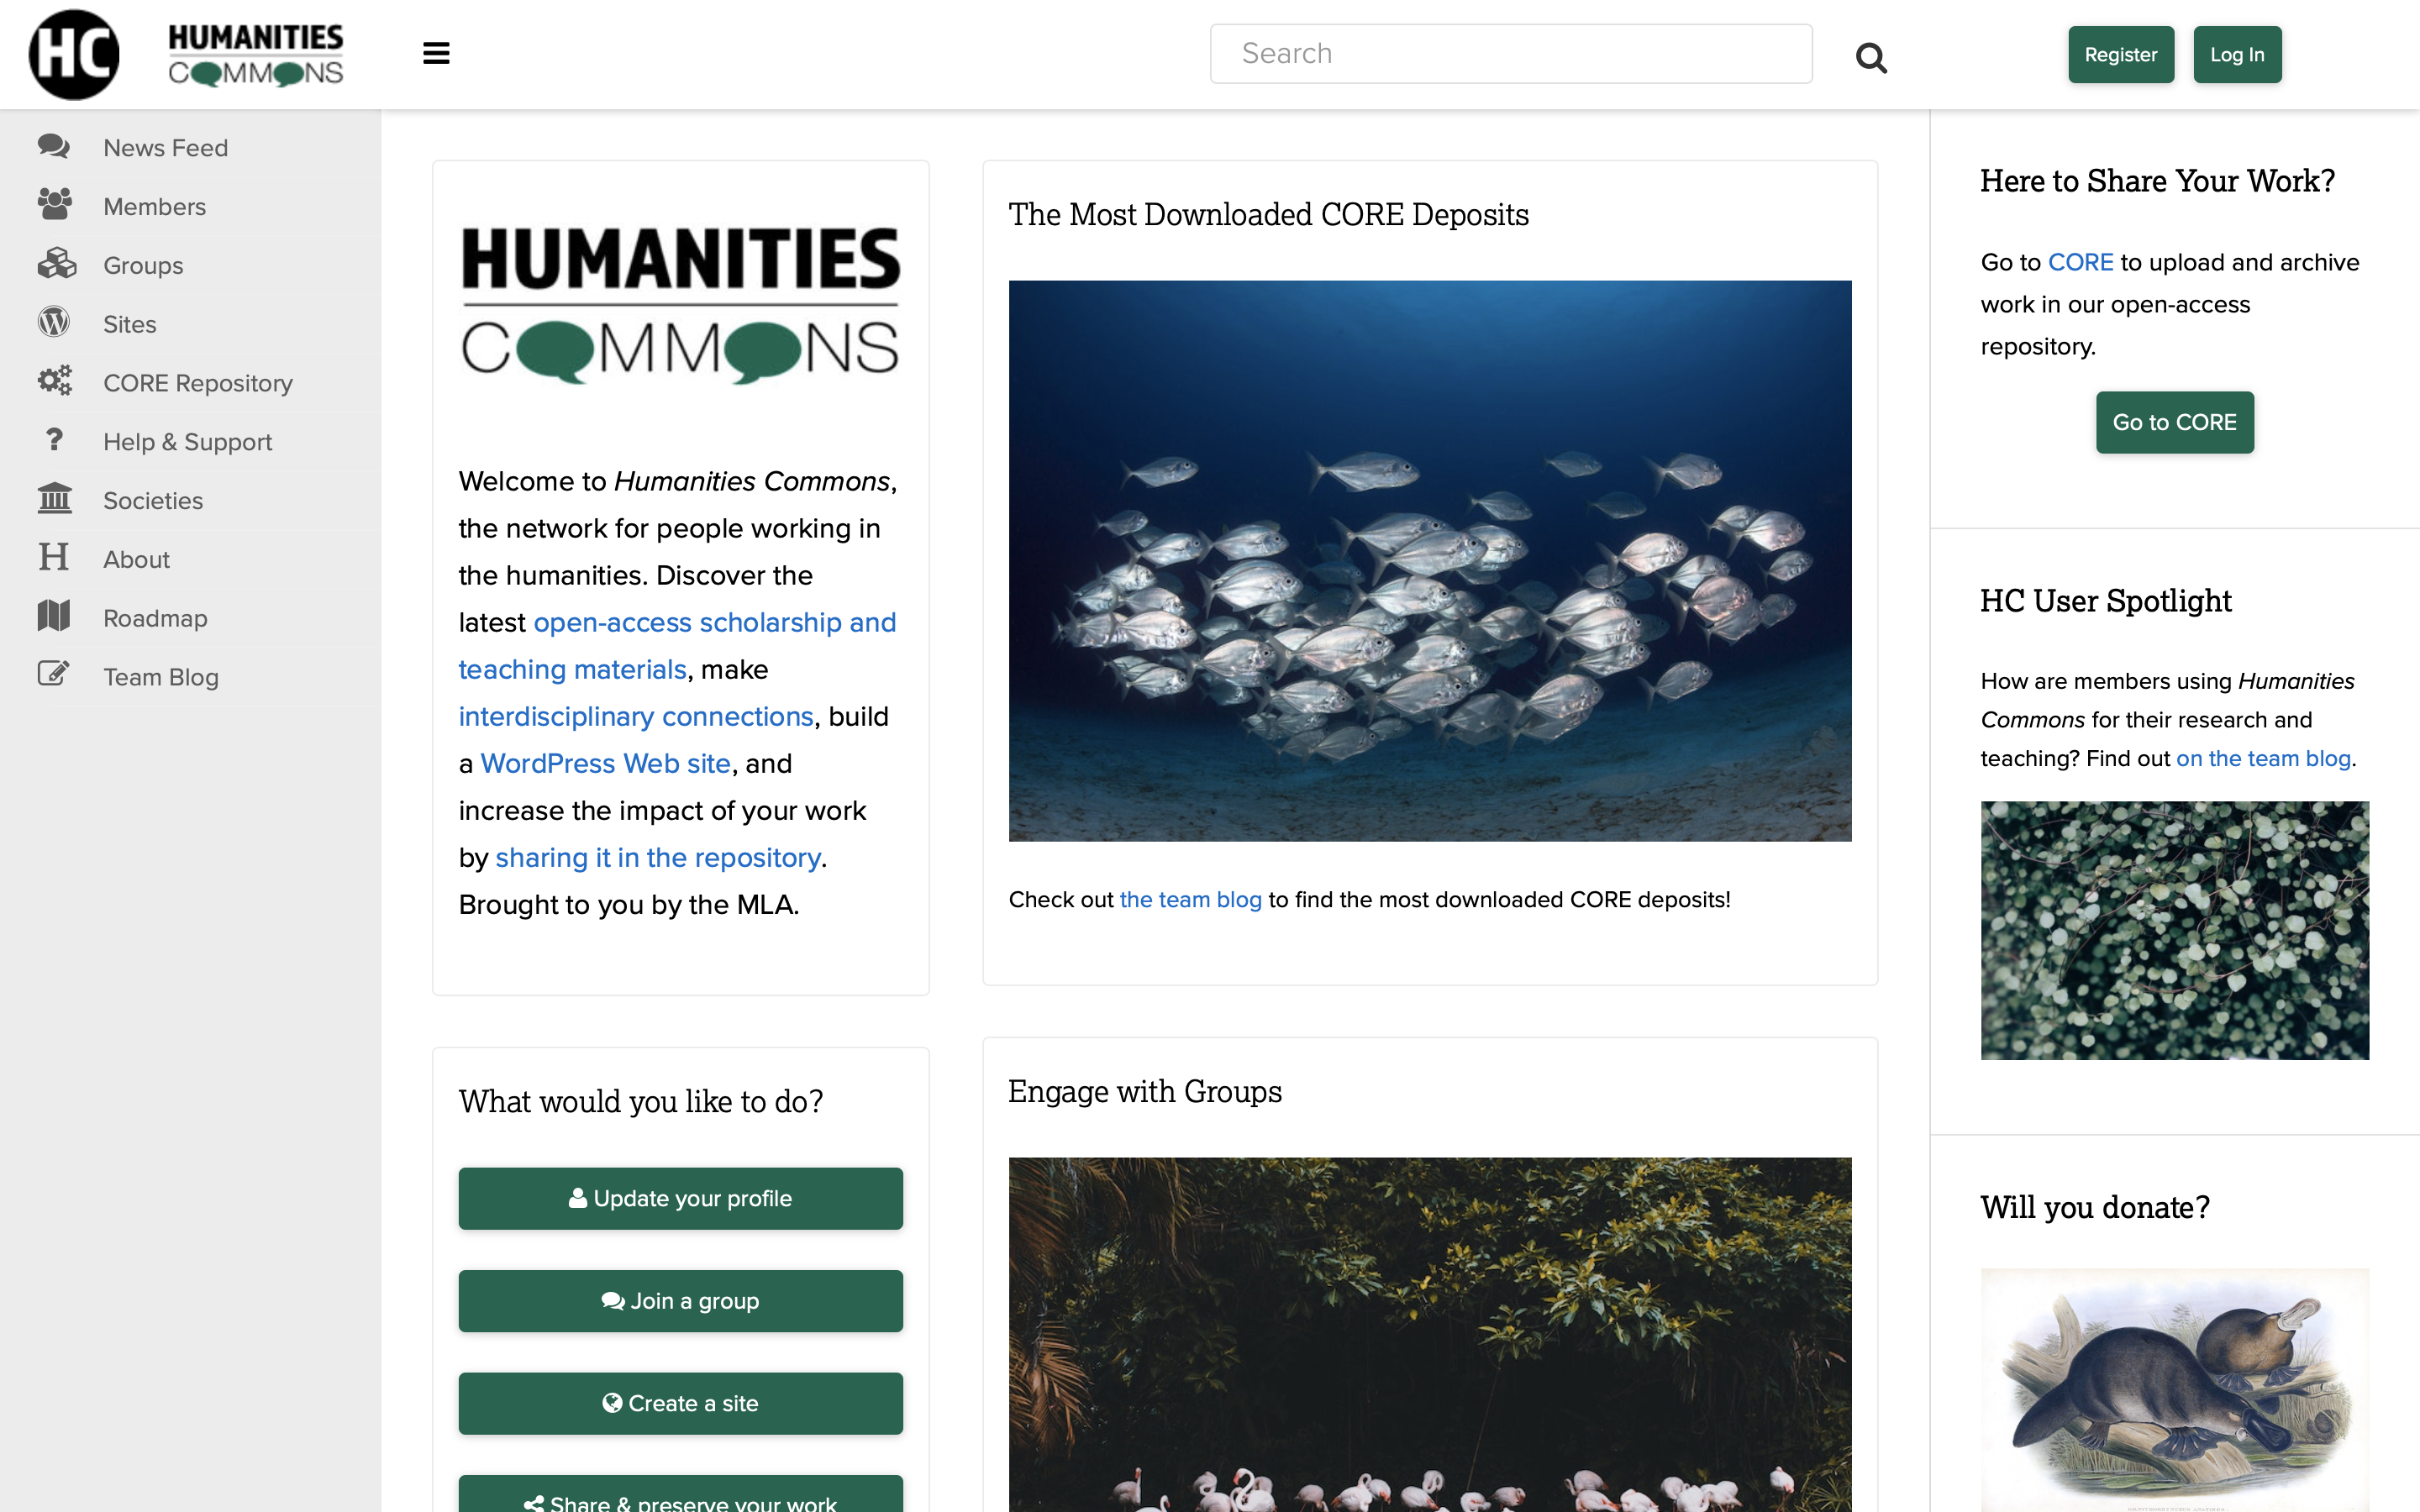 HC
HUMANITIES
COMMONS
Search
Register
Log In
News Feed
Members
Groups
Sites
CORE Repository
Help & Support
Societies
About
Roadmap
Team Blog
HUMANITIES
COMMONS
Welcome to Humanities Commons,
the network for people working in
the humanities. Discover the
latest open-access scholarship and
teaching materials, make
interdisciplinary connections, build
a WordPress Web site, and
increase the impact of your work
by sharing it in the repository.
Brought to you by the MLA.
What would you like to do?
Update your profile
Join a group
Create a site
Share & preserve your work
The Most Downloaded CORE Deposits
Check out the team blog to find the most downloaded CORE deposits!
Engage with Groups
Here to Share Your Work?
Go to CORE to upload and archive
work in our open-access
repository.
Go to CORE
HC User Spotlight
How are members using Humanities
Commons for their research and
teaching? Find out on the team blog.
Will you donate?